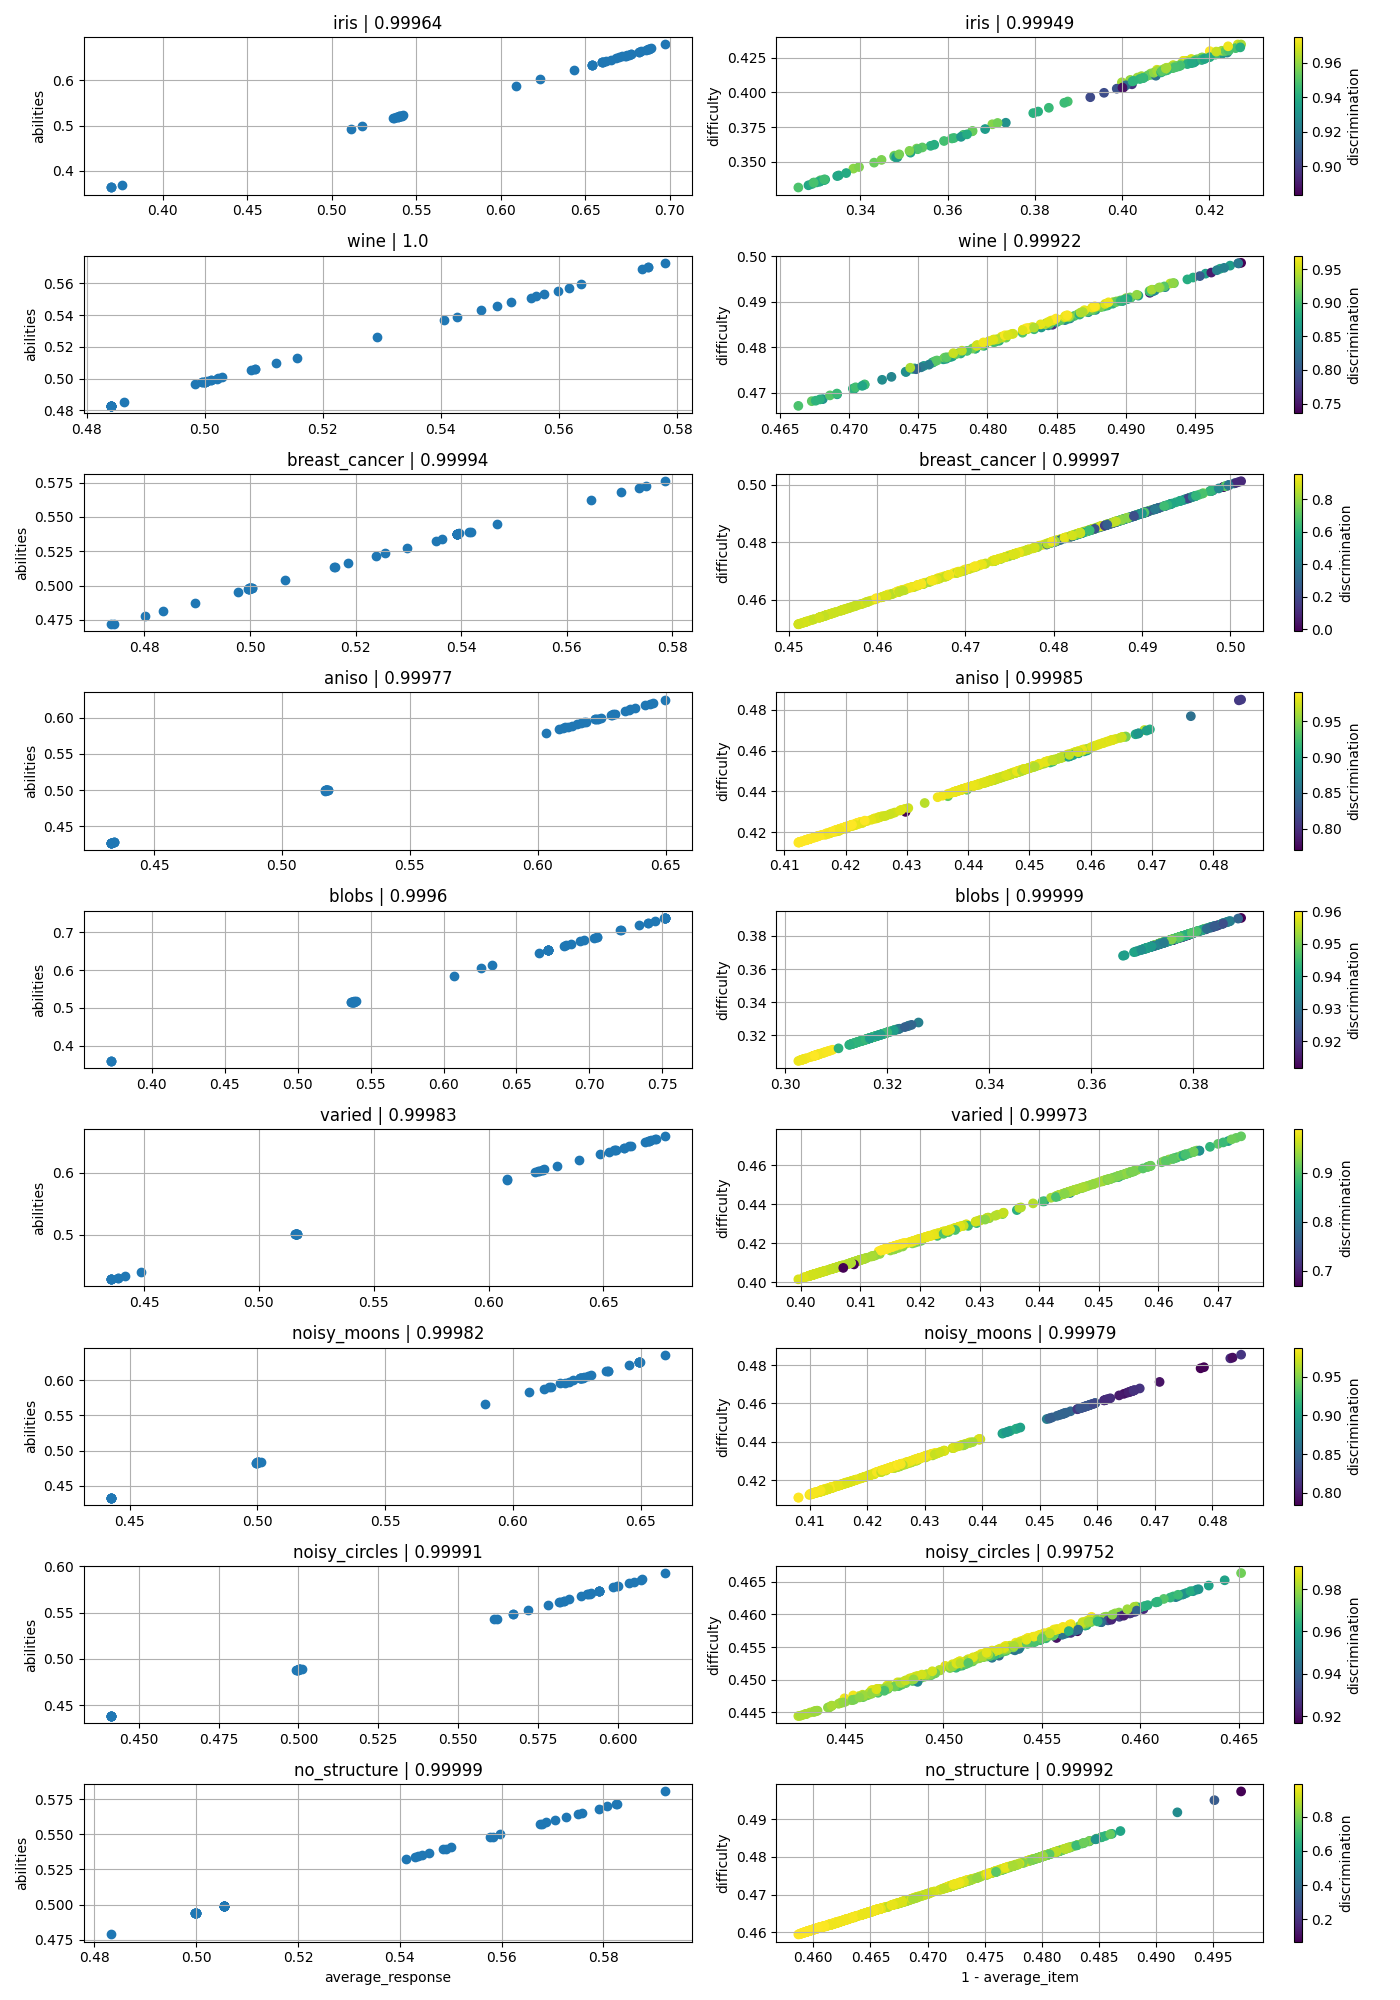 iris | 0.99964
abilities
0.6
0.5
0.4
0.40 0.45 0.50 0.55 0.60 0.65 0.70
iris | 0.99949
difficulty
0.425
0.400
0.375
0.350
0.34 0.36 0.38 0.40 0.42
0.96
0.94
0.92
0.90
discrimination
wine | 1.0
abilities
0.56
0.54
0.52
0.50
0.48
0.48 0.50 0.52 0.54 0.56 0.58
wine | 0.99922
difficulty
0.50
0.49
0.48
0.47
0.465 0.470 0.475 0.480 0.485 0.490 0.495
0.95
0.90
0.85
0.80
0.75
discrimination
breast_cancer | 0.99994
abilities
0.575
0.550
0.525
0.500
0.475
0.48 0.50 0.52 0.54 0.56 0.58
breast_cancer | 0.99997
difficulty
0.50
0.48
0.46
0.45 0.46 0.47 0.48 0.49 0.50
0.8
0.6
0.4
0.2
0.0
discrimination
aniso | 0.99977
abilities
0.60
0.55
0.50
0.45
0.45 0.50 0.55 0.60 0.65
aniso | 0.99985
difficulty
0.48
0.46
0.44
0.42
0.41 0.42 0.43 0.44 0.45 0.46 0.47 0.48
0.95
0.90
0.85
0.80
discrimination
blobs | 0.9996
abilities
0.7
0.6
0.5
0.4
0.40 0.45 0.50 0.55 0.60 0.65 0.70 0.75
blobs | 0.99999
difficulty
0.38
0.36
0.34
0.32
0.30 0.32 0.34 0.36 0.38
0.96
0.95
0.94
0.93
0.92
discrimination
varied | 0.99983
abilities
0.6
0.5
0.45 0.50 0.55 0.60 0.65
varied | 0.99973
difficulty
0.46
0.44
0.42
0.40
0.40 0.41 0.42 0.43 0.44 0.45 0.46 0.47
0.9
0.8
0.7
discrimination
noisy_moons | 0.99982
abilities
0.60
0.55
0.50
0.45
0.45 0.50 0.55 0.60 0.65
noisy_moons | 0.99979
difficulty
0.48
0.46
0.44
0.42
0.41 0.42 0.43 0.44 0.45 0.46 0.47 0.48
0.95
0.90
0.85
0.80
discrimination
noisy_circles | 0.99991
abilities
0.60
0.55
0.50
0.45
0.450 0.475 0.500 0.525 0.550 0.575 0.600
noisy_circles | 0.99752
difficulty
0.465
0.460
0.455
0.450
0.445
0.445 0.450 0.455 0.460 0.465
0.98
0.96
0.94
0.92
discrimination
no_structure | 0.99999
abilities
0.575
0.550
0.525
0.500
0.475
0.48 0.50 0.52 0.54 0.56 0.58
average_response
no_structure | 0.99992
difficulty
0.49
0.48
0.47
0.46
0.460 0.465 0.470 0.475 0.480 0.485 0.490 0.495
1 - average_item
0.8
0.6
0.4
0.2
discrimination